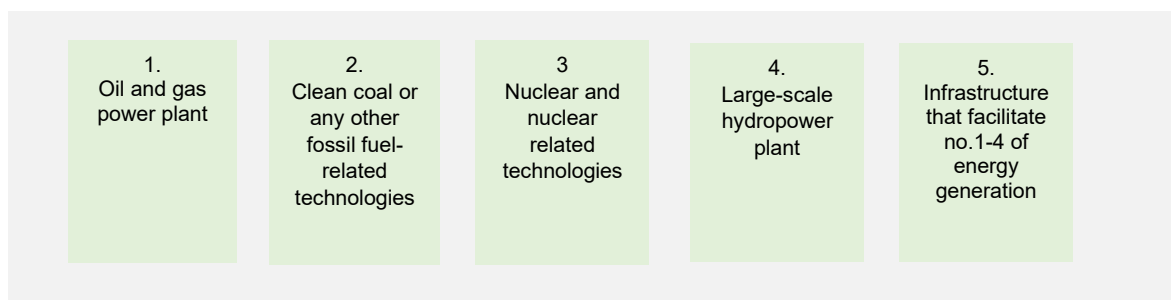 1.
Oil and gas
power plant
2.
Clean coal or
any other
fossil fuel-
related
technologies
3
Nuclear and
nuclear
related
technologies
4.
Large-scale
hydropower
plant
5.
Infrastructure
that facilitate
no.1-4 of
energy
generation